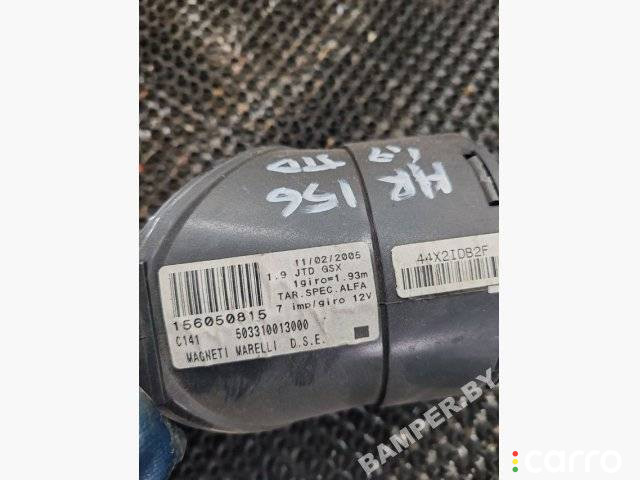 AR 156
1.9 JTD
11/02/2005
1.9 JTD GSX
1giro=1.93m
TAR.SPEC.ALFA
7 imp/giro 12V
156050815
C141 503310013000
MAGNETI MARELLI D.S.E.
44X2IDB2F
BAMPER.BY
carro